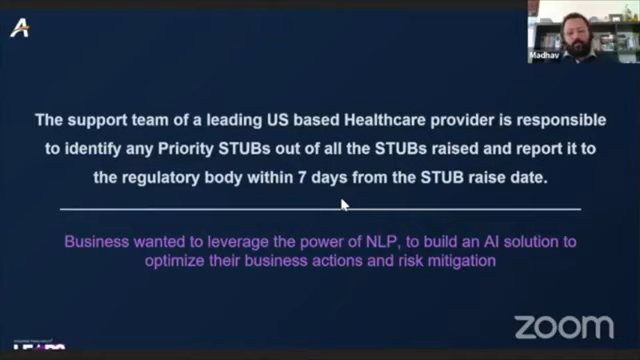 Madhav
The support team of a leading US based Healthcare provider is responsible
to identify any Priority STUBs out of all the STUBs raised and report it to
the regulatory body within 7 days from the STUB raise date.
Business wanted to leverage the power of NLP, to build an AI solution to
optimize their business actions and risk mitigation
zoom